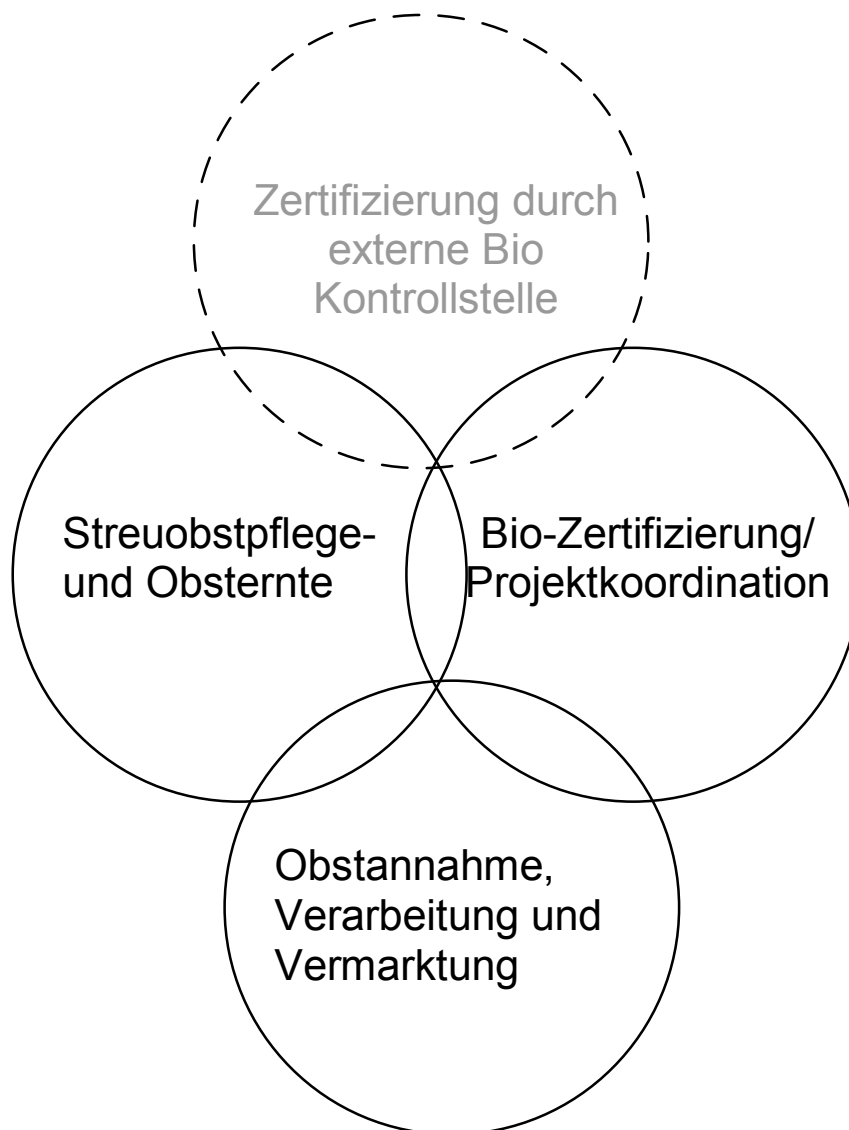 Zertifizierung durch
externe Bio
Kontrollstelle
Streuobstpflege-
und Obsternte
Bio-Zertifizierung/
Projektkoordination
Obstannahme,
Verarbeitung und
Vermarktung